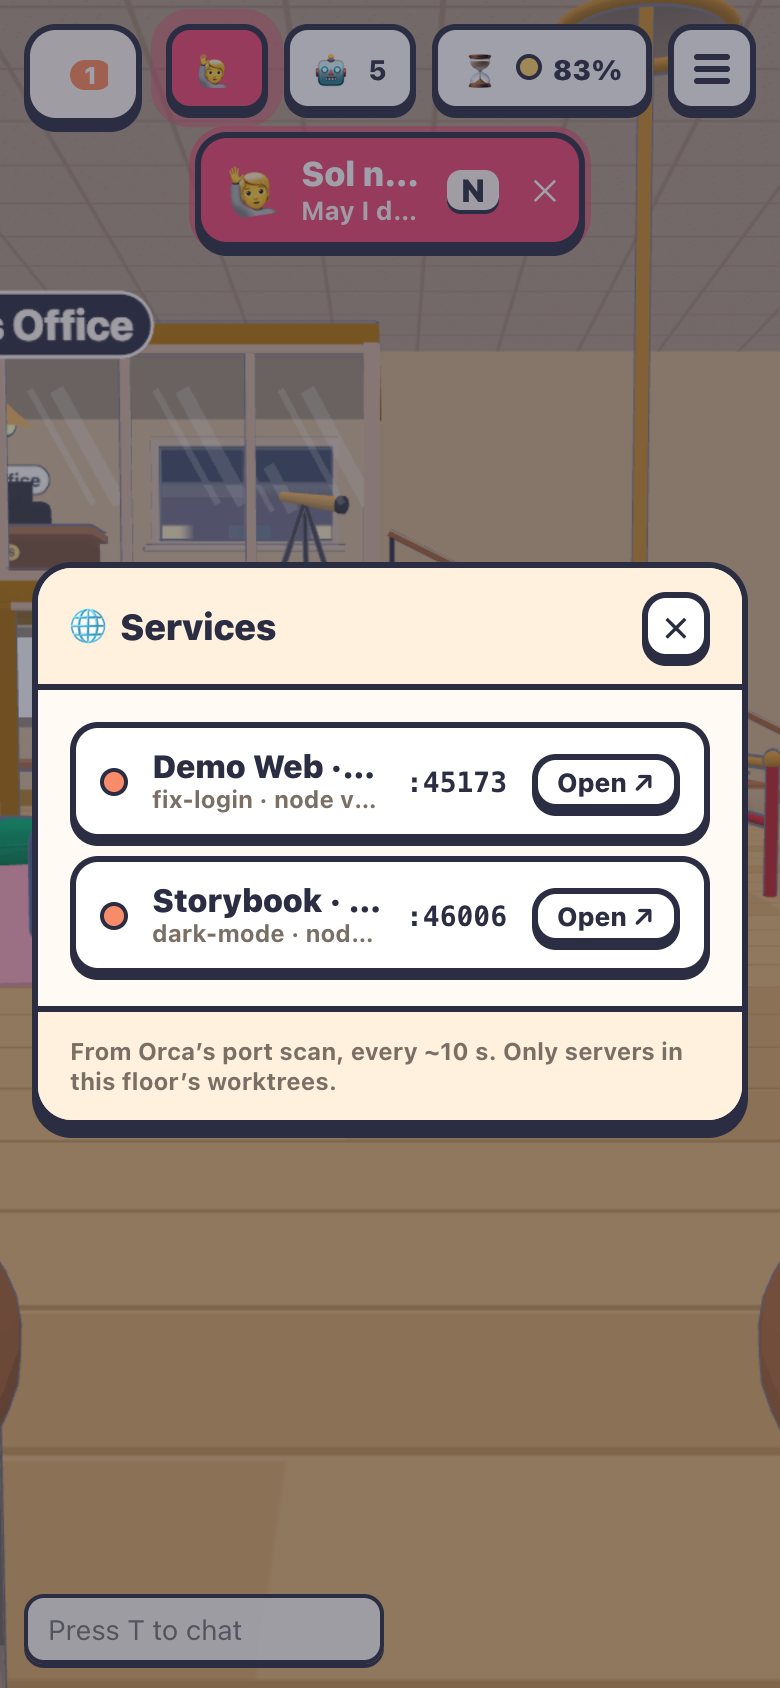 1
5
83%
Sol n...
May I d...
N
s Office
fice
Services
Demo Web ·...
fix-login · node v...
:45173
Open ↗
Storybook · ...
dark-mode · nod...
:46006
Open ↗
From Orca’s port scan, every ~10 s. Only servers in
this floor’s worktrees.
Press T to chat